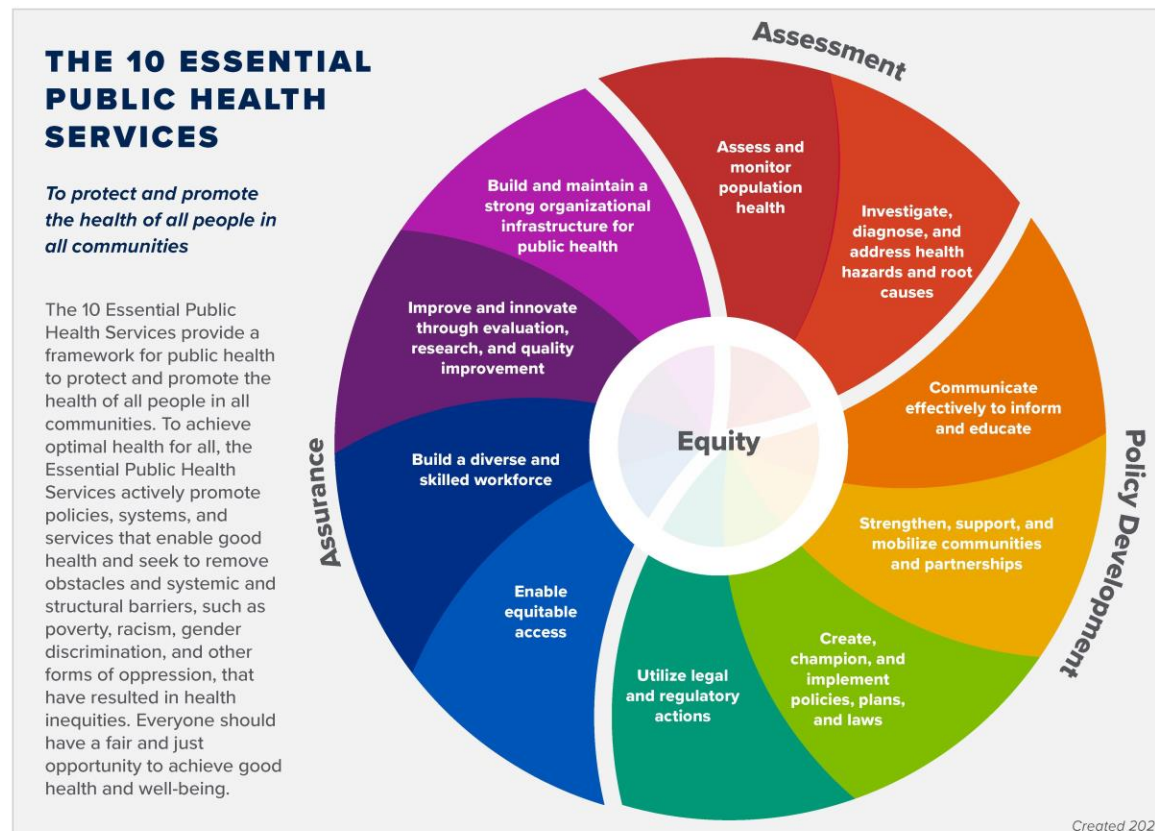 THE 10 ESSENTIAL
PUBLIC HEALTH
SERVICES
To protect and promote
the health of all people in
all communities
The 10 Essential Public
Health Services provide a
framework for public health
to protect and promote the
health of all people in all
communities. To achieve
optimal health for all, the
Essential Public Health
Services actively promote
policies, systems, and
services that enable good
health and seek to remove
obstacles and systemic and
structural barriers, such as
poverty, racism, gender
discrimination, and other
forms of oppression, that
have resulted in health
inequities. Everyone should
have a fair and just
opportunity to achieve good
health and well-being.
Assessment
Assess and
monitor
population
health
Investigate,
diagnose, and
address health
hazards and root
causes
Policy Development
Communicate
effectively to inform
and educate
Strengthen, support, and
mobilize communities
and partnerships
Create,
champion, and
implement
policies, plans,
and laws
Utilize legal
and regulatory
actions
Assurance
Enable
equitable
access
Build a diverse and
skilled workforce
Improve and innovate
through evaluation,
research, and quality
improvement
Build and maintain a
strong organizational
infrastructure for
public health
Equity
Created 202